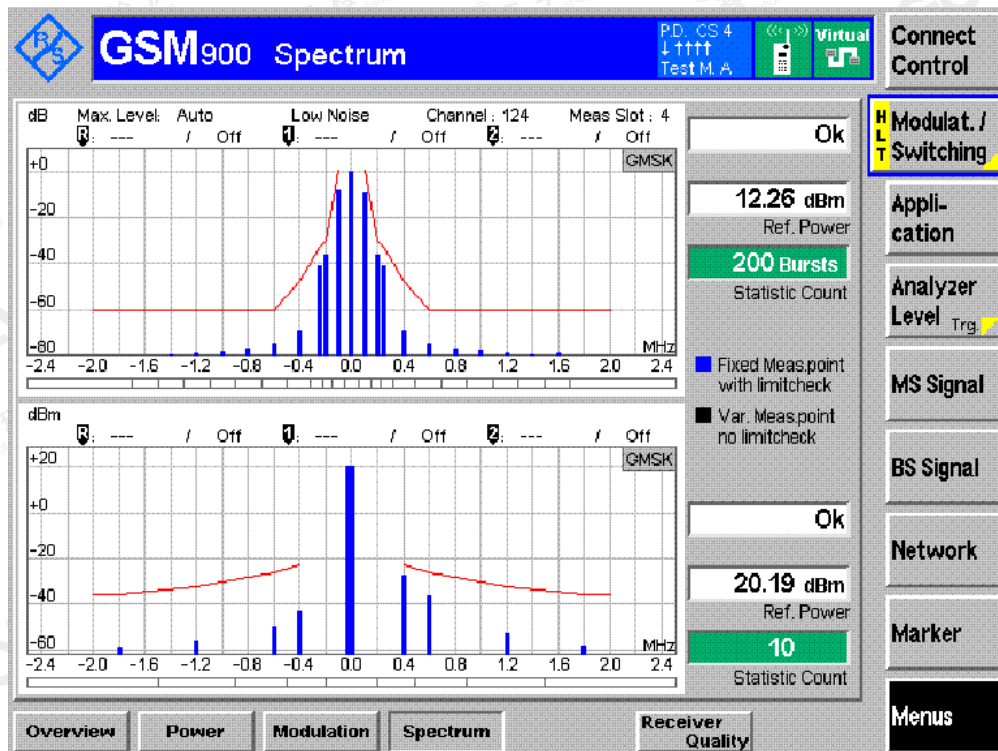 R&S
GSM900 Spectrum
P.D. CS 4
↓ ↑↑↑↑
Test M. A
Virtual
Connect Control
dB Max. Level: Auto Low Noise Channel : 124 Meas Slot : 4
R: --- / Off 1: --- / Off 2: --- / Off
GMSK
+0
-20
-40
-60
-80
MHz
-2.4 -2.0 -1.6 -1.2 -0.8 -0.4 0.0 0.4 0.8 1.2 1.6 2.0 2.4
Ok
12.26 dBm
Ref. Power
200 Bursts
Statistic Count
Fixed Meas.point
with limitcheck
Var. Meas.point
no limitcheck
dBm
R: --- / Off 1: --- / Off 2: --- / Off
GMSK
+20
+0
-20
-40
-60
MHz
-2.4 -2.0 -1.6 -1.2 -0.8 -0.4 0.0 0.4 0.8 1.2 1.6 2.0 2.4
Ok
20.19 dBm
Ref. Power
10
Statistic Count
HLT
Modulat. /
Switching
Appli-
cation
Analyzer
Level Trg.
MS Signal
BS Signal
Network
Marker
Menus
Overview
Power
Modulation
Spectrum
Receiver
Quality